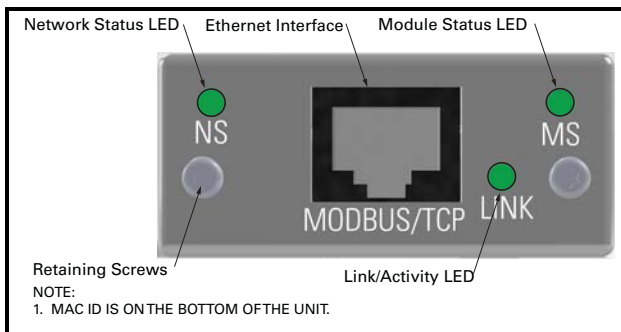 Network Status LED
Ethernet Interface
Module Status LED
NS
MS
MODBUS/TCP
LINK
Retaining Screws
Link/Activity LED
NOTE:
1. MAC ID IS ON THE BOTTOM OF THE UNIT.